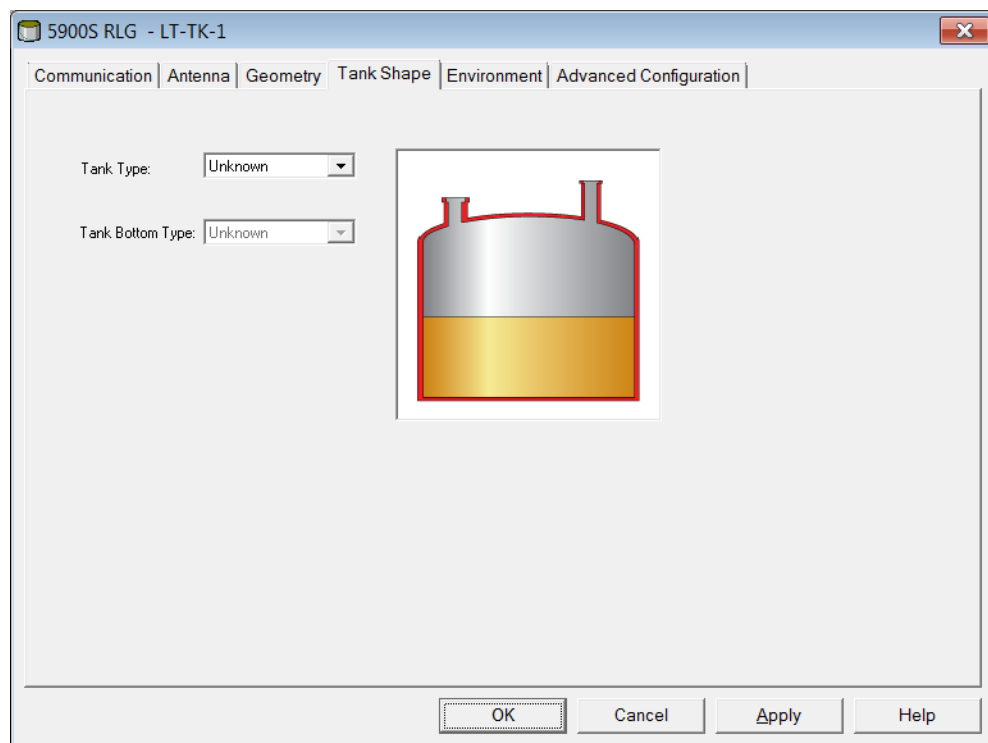 5900S RLG - LT-TK-1
Communication Antenna Geometry Tank Shape Environment Advanced Configuration
Tank Type: Unknown
Tank Bottom Type: Unknown
OK Cancel Apply Help